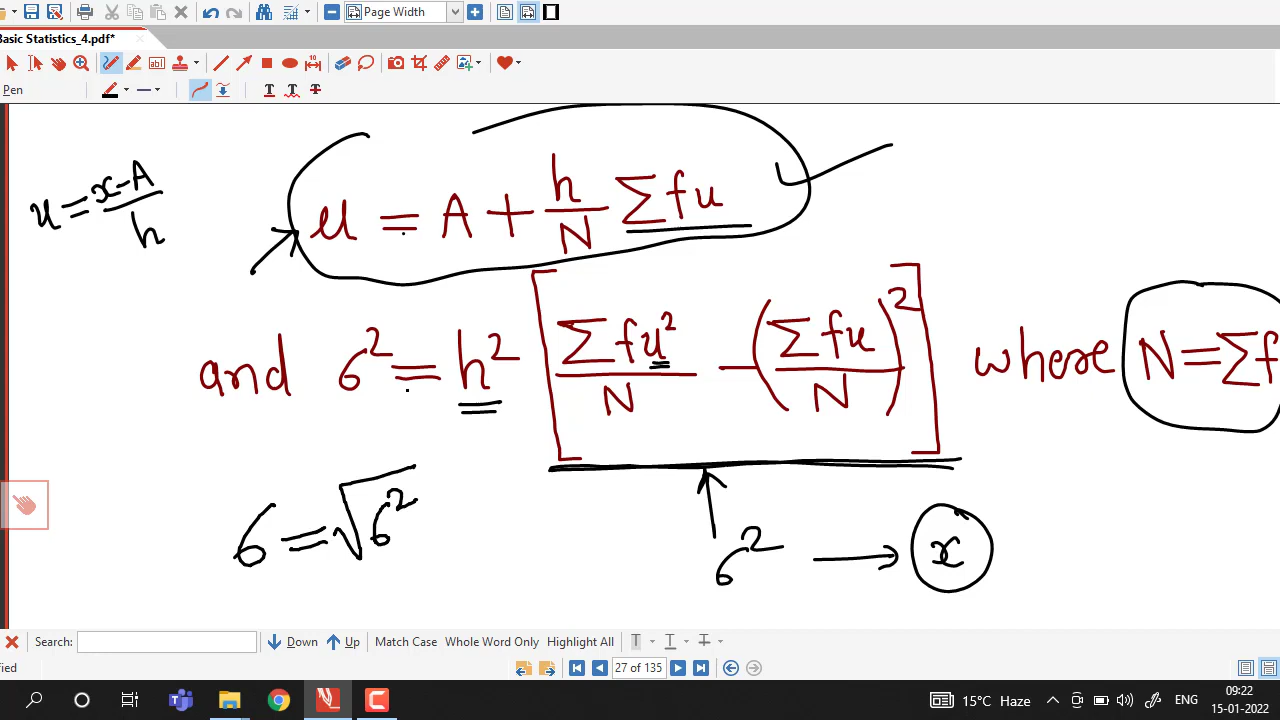 Page Width
Basic Statistics_4.pdf*
Pen
u = x-A/h
μ = A + h/N Σfu
and σ² = h² [Σfu²/N - (Σfu/N)²] where N = Σf
σ = √σ²
σ² → x
Search: Down Up Match Case Whole Word Only Highlight All T T T
fied 27 of 135
15°C Haze ENG 09:22
15-01-2022